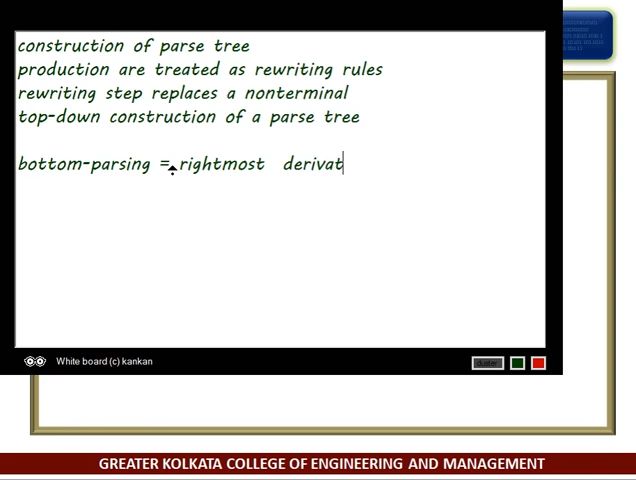 construction of parse tree
production are treated as rewriting rules
rewriting step replaces a nonterminal
top-down construction of a parse tree
bottom-parsing = rightmost derivat
White board (c) kankan
duster
GREATER KOLKATA COLLEGE OF ENGINEERING AND MANAGEMENT